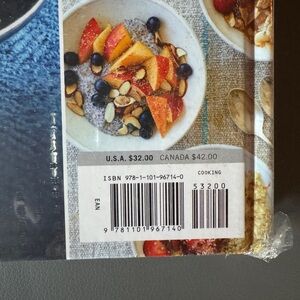 U.S.A. $32.00 CANADA $42.00
ISBN 978-1-101-96714-0 COOKING
53200
EAN
9 781101 967140